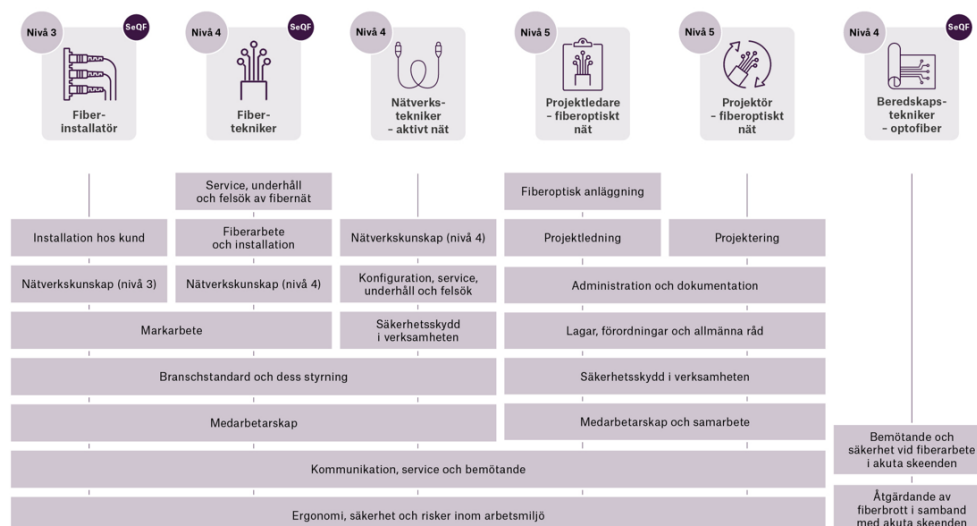 Nivå 3
SeQF
Fiber-
installatör
Nivå 4
SeQF
Fiber-
tekniker
Nivå 4
Nätverks-
tekniker
– aktivt nät
Nivå 5
Projektledare
– fiberoptiskt
nät
Nivå 5
Projektör
– fiberoptiskt
nät
Nivå 4
SeQF
Beredskaps-
tekniker
– optofiber
Service, underhåll
och felsök av fibernät
Fiberoptisk anläggning
Installation hos kund
Fiberarbete
och installation
Nätverkskunskap (nivå 4)
Projektledning
Projektering
Nätverkskunskap (nivå 3)
Nätverkskunskap (nivå 4)
Konfiguration, service,
underhåll och felsök
Administration och dokumentation
Markarbete
Säkerhetsskydd
i verksamheten
Lagar, förordningar och allmänna råd
Branschstandard och dess styrning
Säkerhetsskydd i verksamheten
Medarbetarskap
Medarbetarskap och samarbete
Bemötande och
säkerhet vid fiberarbete
i akuta skeenden
Kommunikation, service och bemötande
Åtgärdande av
fiberbrott i samband
med akuta skeenden
Ergonomi, säkerhet och risker inom arbetsmiljö